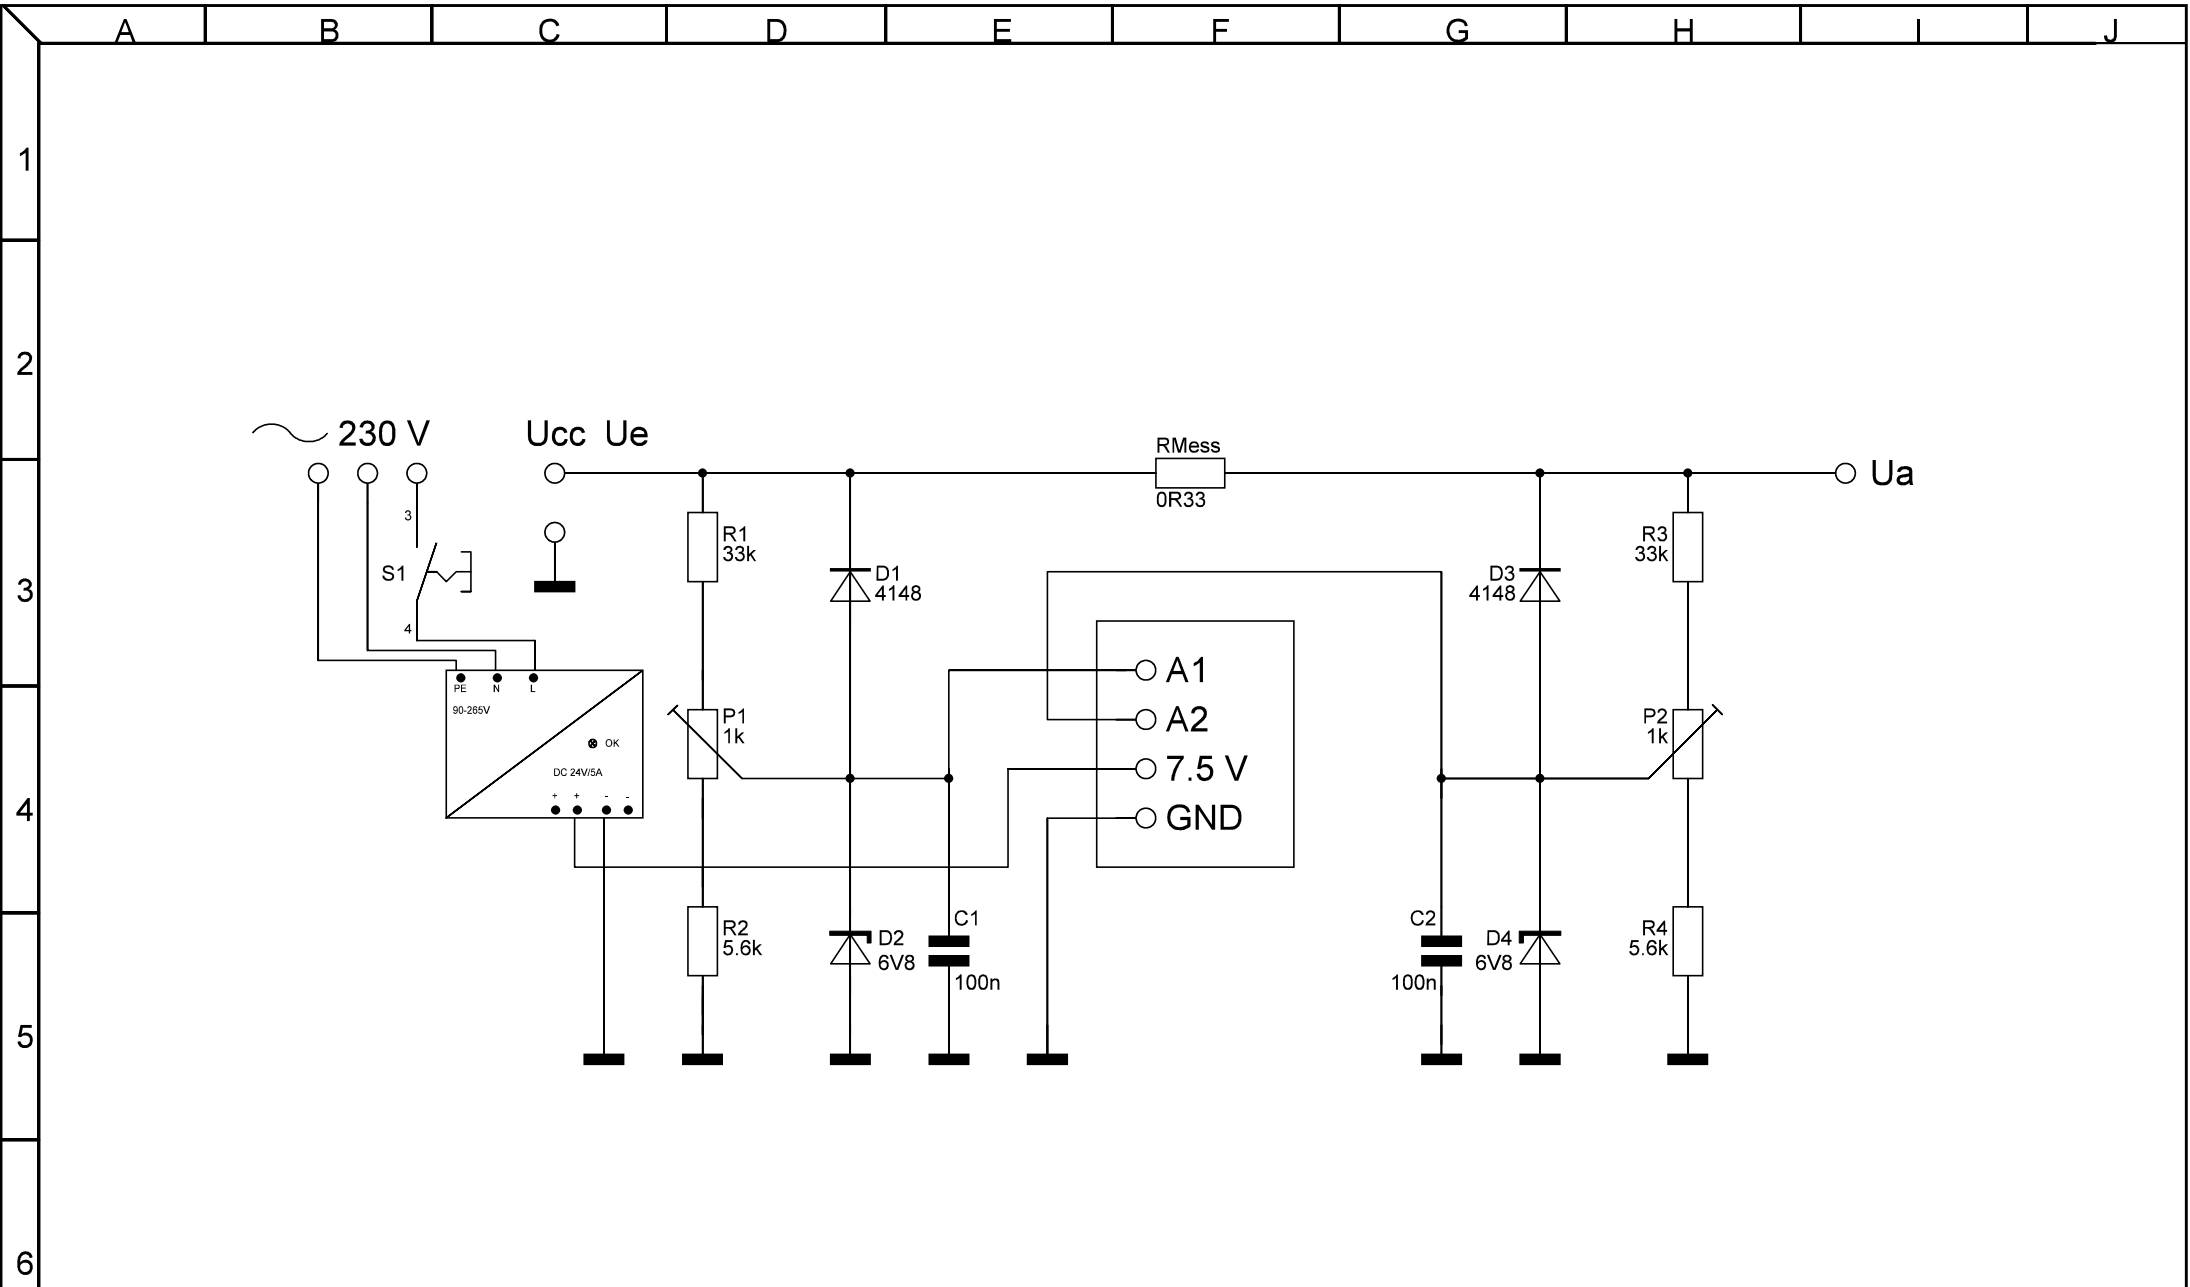 A B C D E F G H I J
1
2
230 V
Ucc Ue
RMess
0R33
Ua
3
R1
33k
R3
33k
S1
3
D1
4148
D3
4148
4
A1
PE N L
90-265V
P1
1k
A2
P2
1k
OK
DC 24V/5A
7.5 V
+ + - -
4
GND
C1
C2
R2
5.6k
D2
6V8
D4
6V8
R4
5.6k
100n
100n
5
6